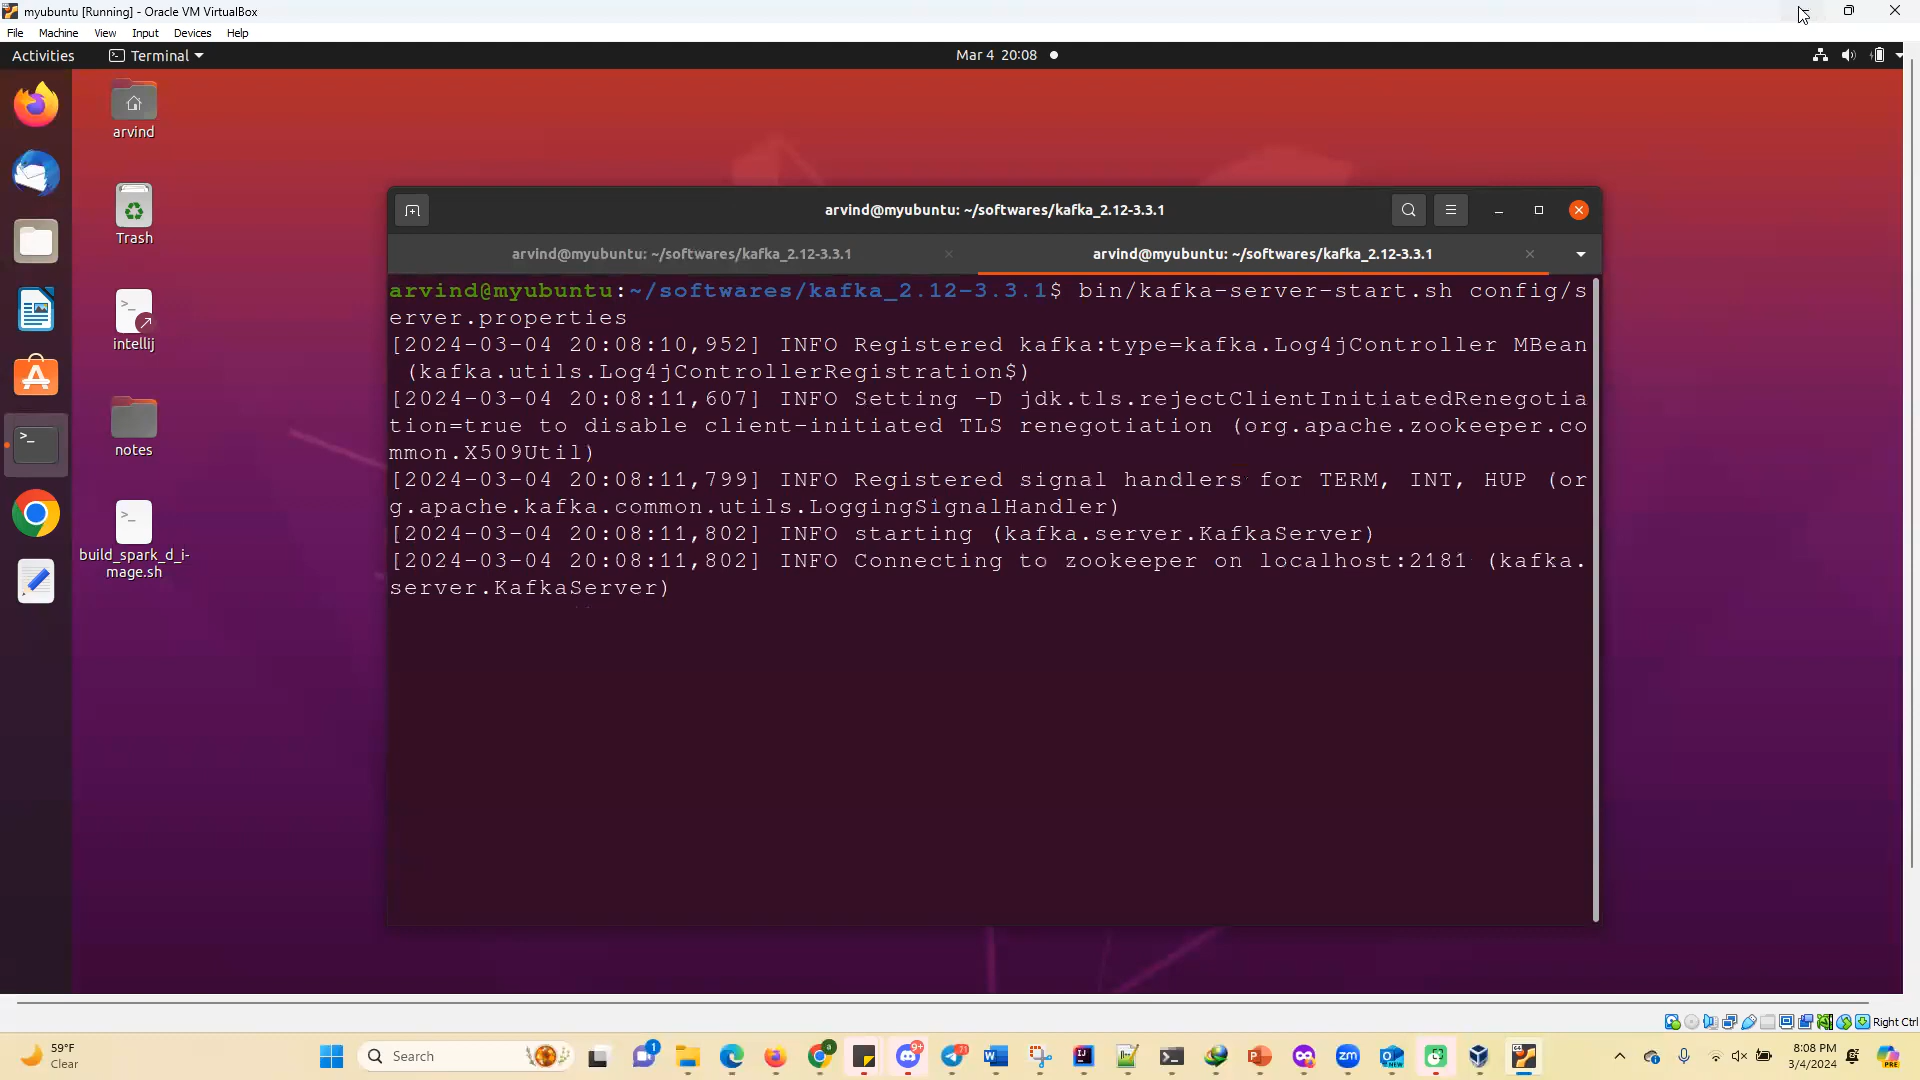 myubuntu [Running] - Oracle VM VirtualBox
File Machine View Input Devices Help
Activities Terminal Mar 4 20:08
arvind
Trash
intellij
notes
build_spark_d_i-
mage.sh
arvind@myubuntu: ~/softwares/kafka_2.12-3.3.1
arvind@myubuntu: ~/softwares/kafka_2.12-3.3.1 arvind@myubuntu: ~/softwares/kafka_2.12-3.3.1
arvind@myubuntu:~/softwares/kafka_2.12-3.3.1$ bin/kafka-server-start.sh config/s
erver.properties
[2024-03-04 20:08:10,952] INFO Registered kafka:type=kafka.Log4jController MBean
(kafka.utils.Log4jControllerRegistration$)
[2024-03-04 20:08:11,607] INFO Setting -D jdk.tls.rejectClientInitiatedRenegotia
tion=true to disable client-initiated TLS renegotiation (org.apache.zookeeper.co
mmon.X509Util)
[2024-03-04 20:08:11,799] INFO Registered signal handlers for TERM, INT, HUP (or
g.apache.kafka.common.utils.LoggingSignalHandler)
[2024-03-04 20:08:11,802] INFO starting (kafka.server.KafkaServer)
[2024-03-04 20:08:11,802] INFO Connecting to zookeeper on localhost:2181 (kafka.
server.KafkaServer)
Right Ctrl
59°F
Clear
Search
8:08 PM
3/4/2024